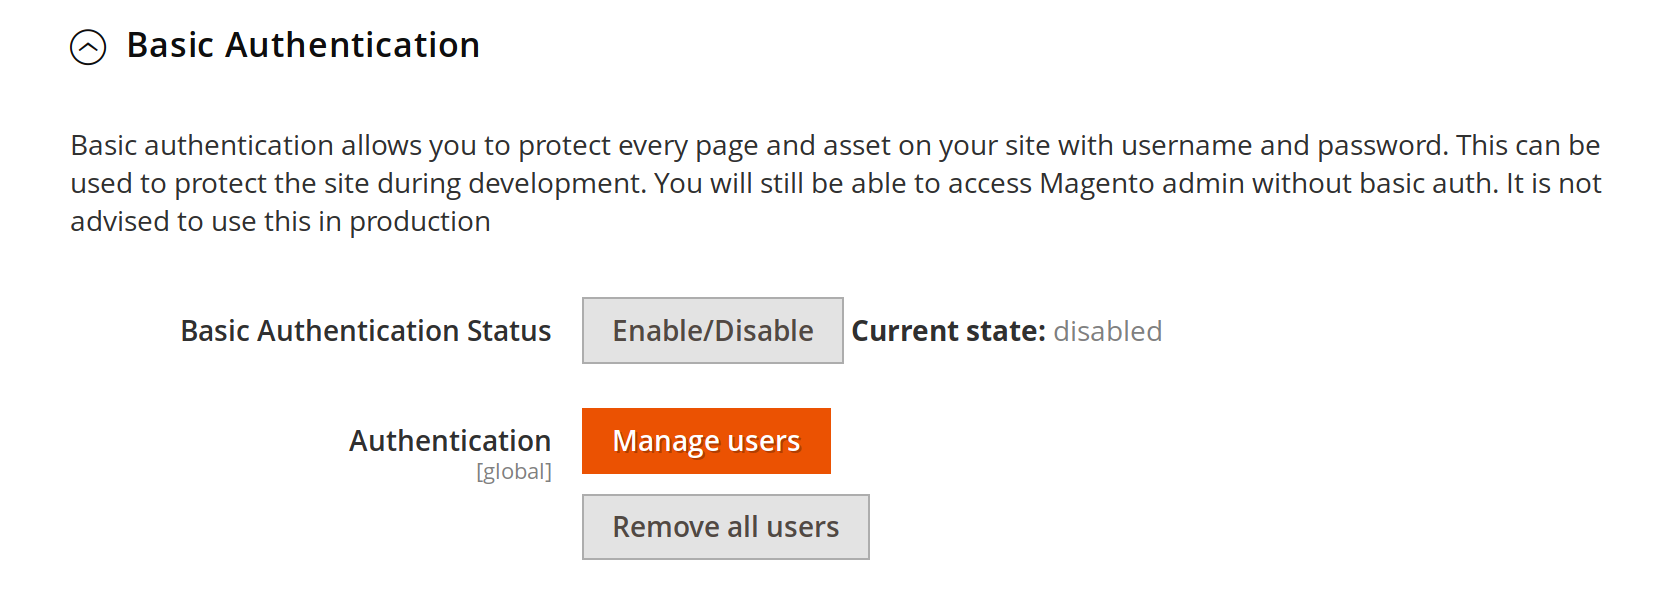 Basic Authentication
Basic authentication allows you to protect every page and asset on your site with username and password. This can be
used to protect the site during development. You will still be able to access Magento admin without basic auth. It is not
advised to use this in production
Basic Authentication Status Enable/Disable Current state: disabled
Authentication Manage users
[global]
Remove all users